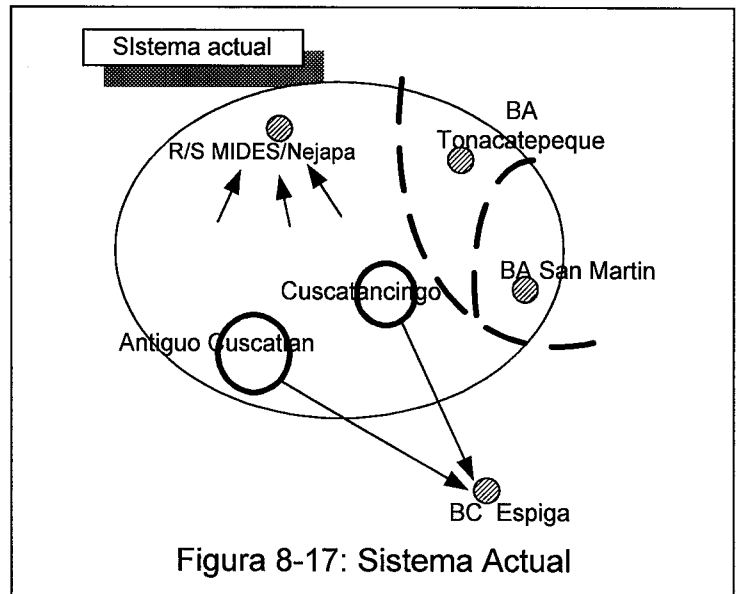 SIstema actual
BA
Tonacatepeque
R/S MIDES/Nejapa
BA San Martin
Cuscatancingo
Antiguo Cuscatlan
BC Espiga
Figura 8-17: Sistema Actual